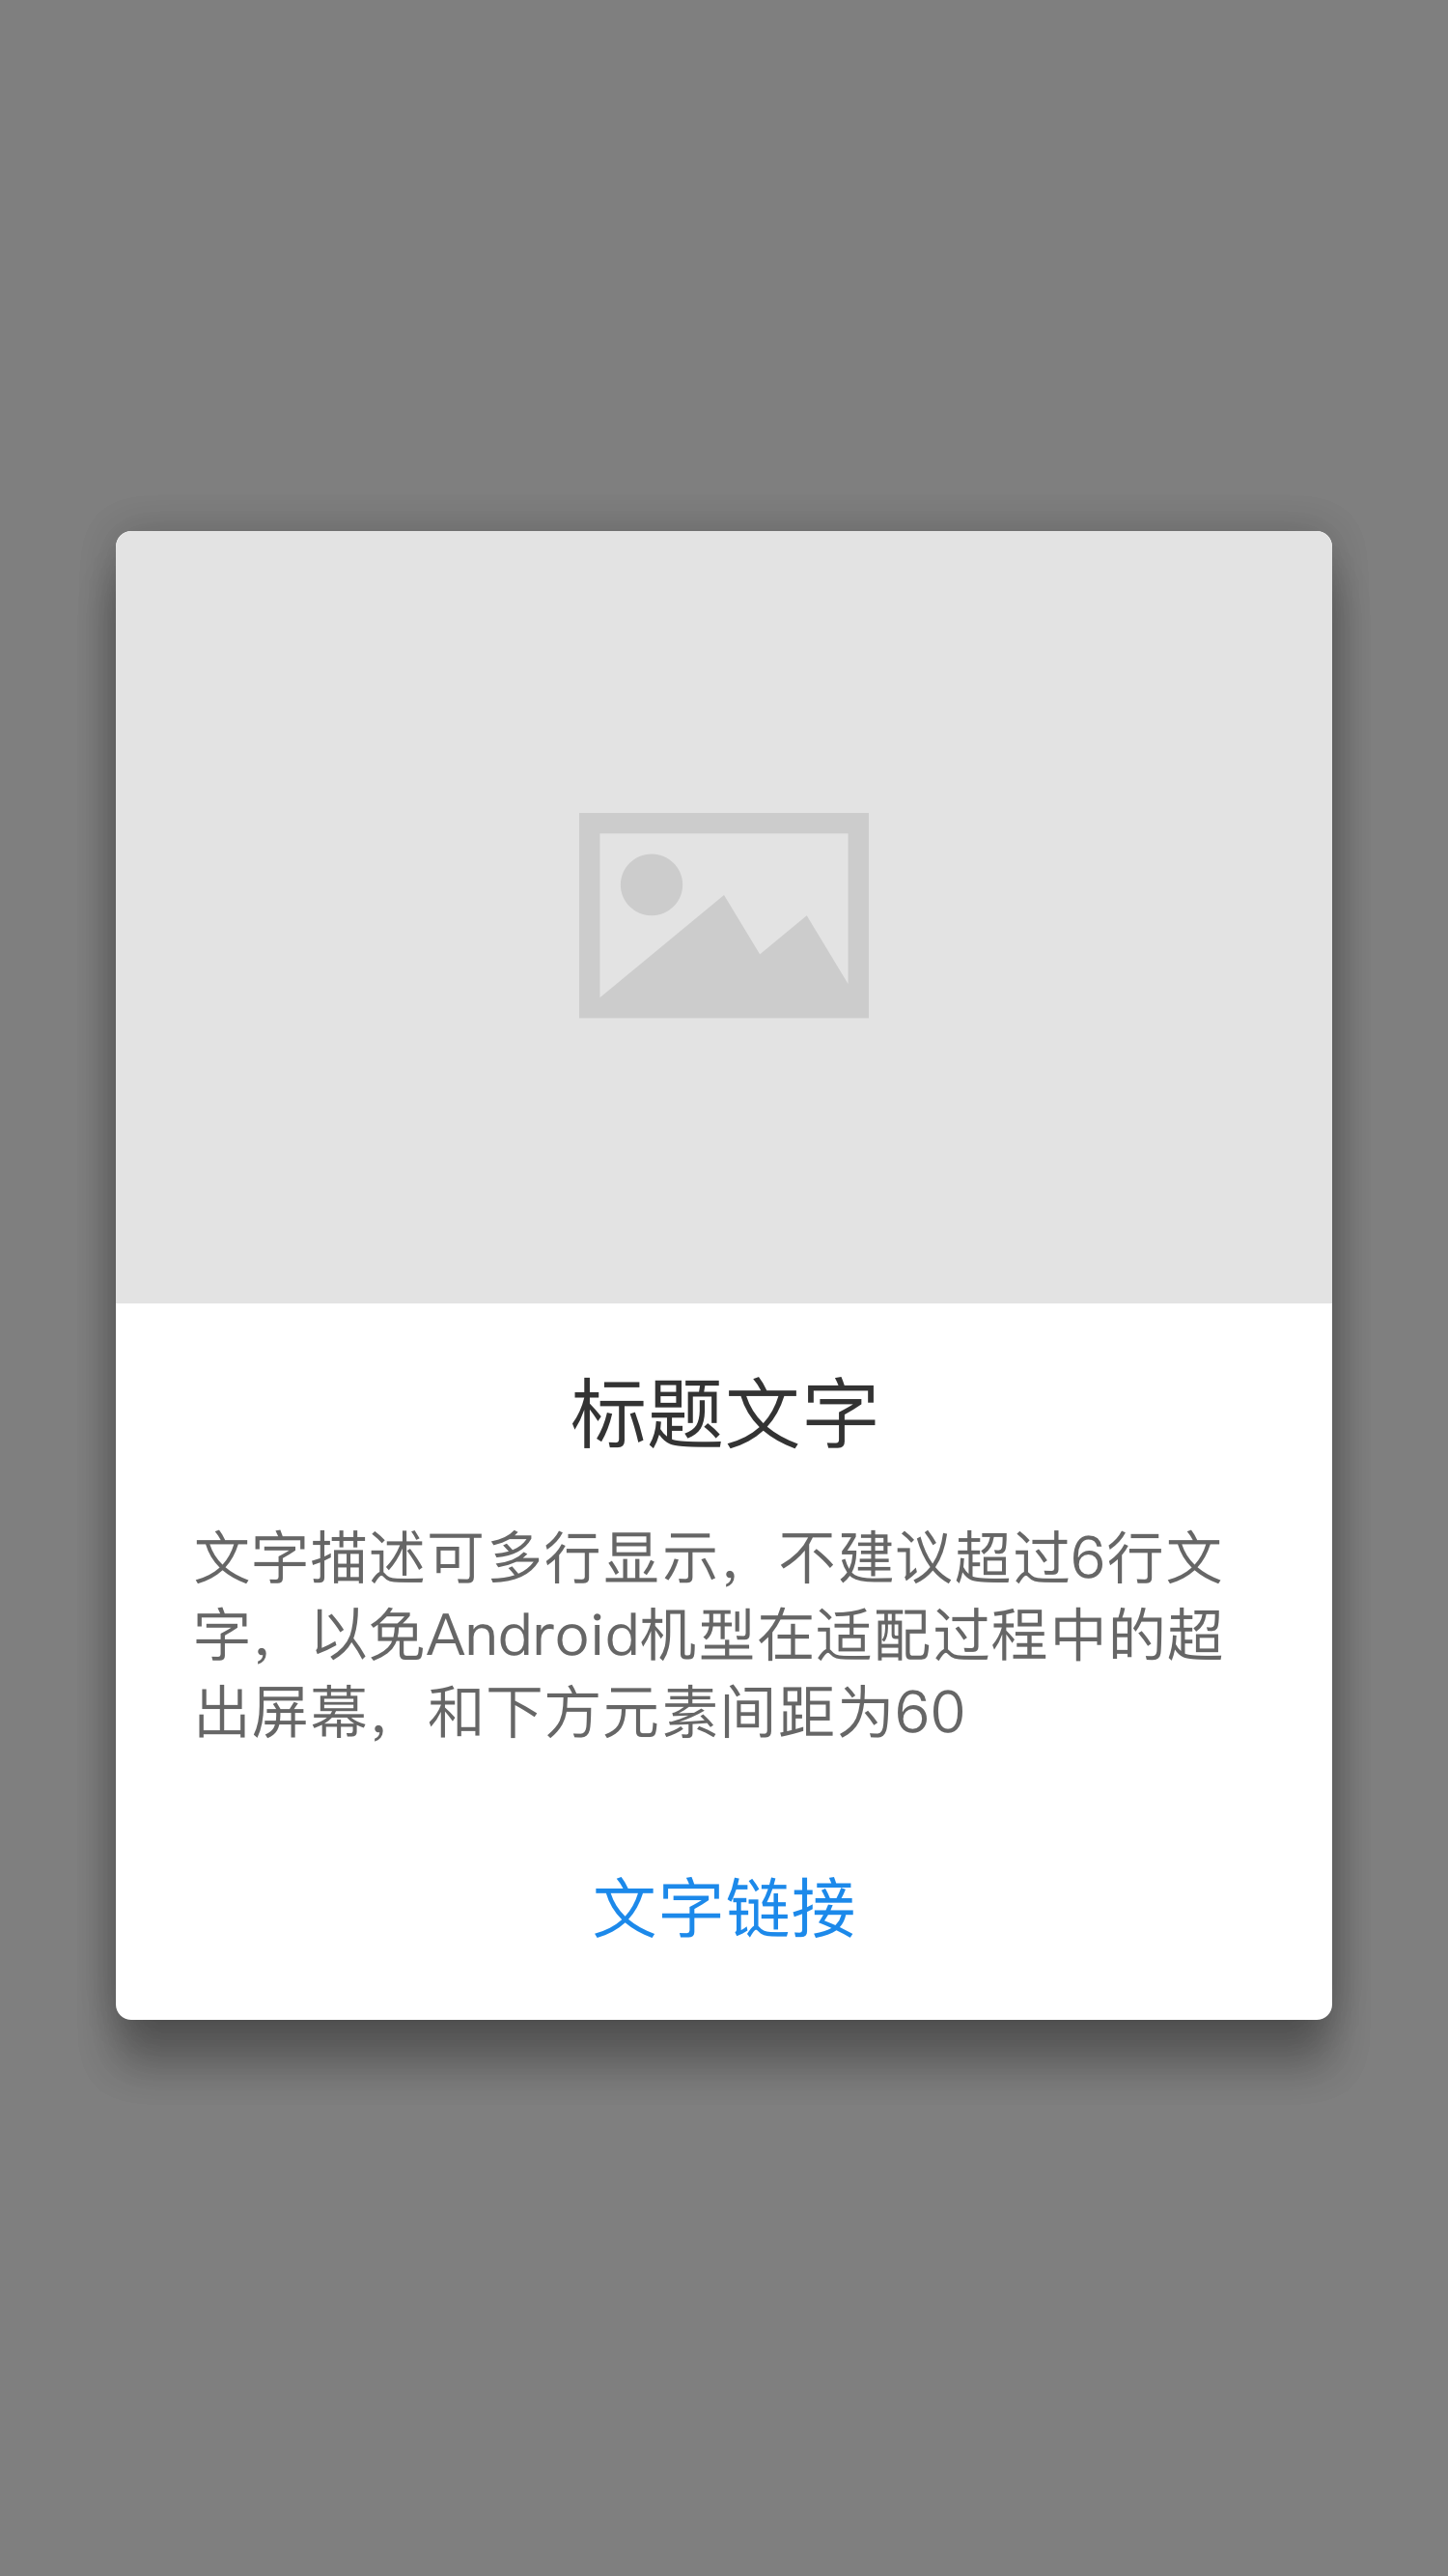 标题文字
文字描述可多行显示，不建议超过6行文
字，以免Android机型在适配过程中的超
出屏幕，和下方元素间距为60
文字链接